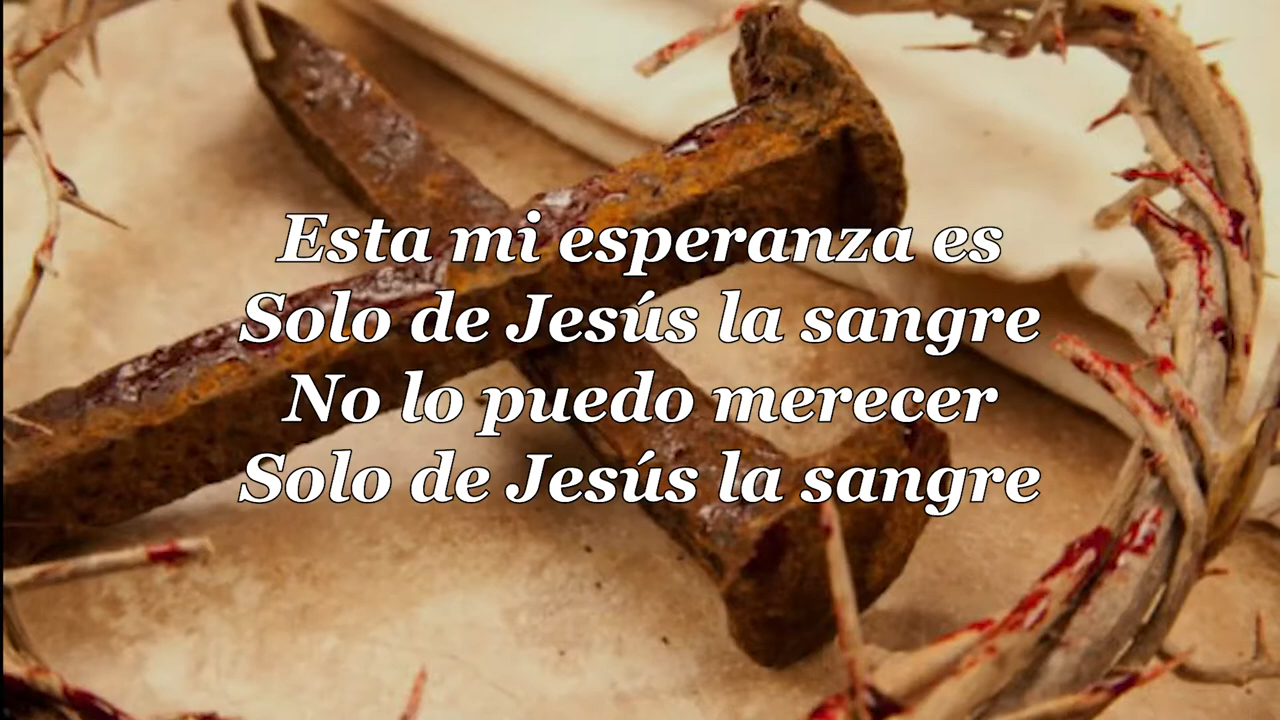 Esta mi esperanza es
Solo de Jesús la sangre
No lo puedo merecer
Solo de Jesús la sangre